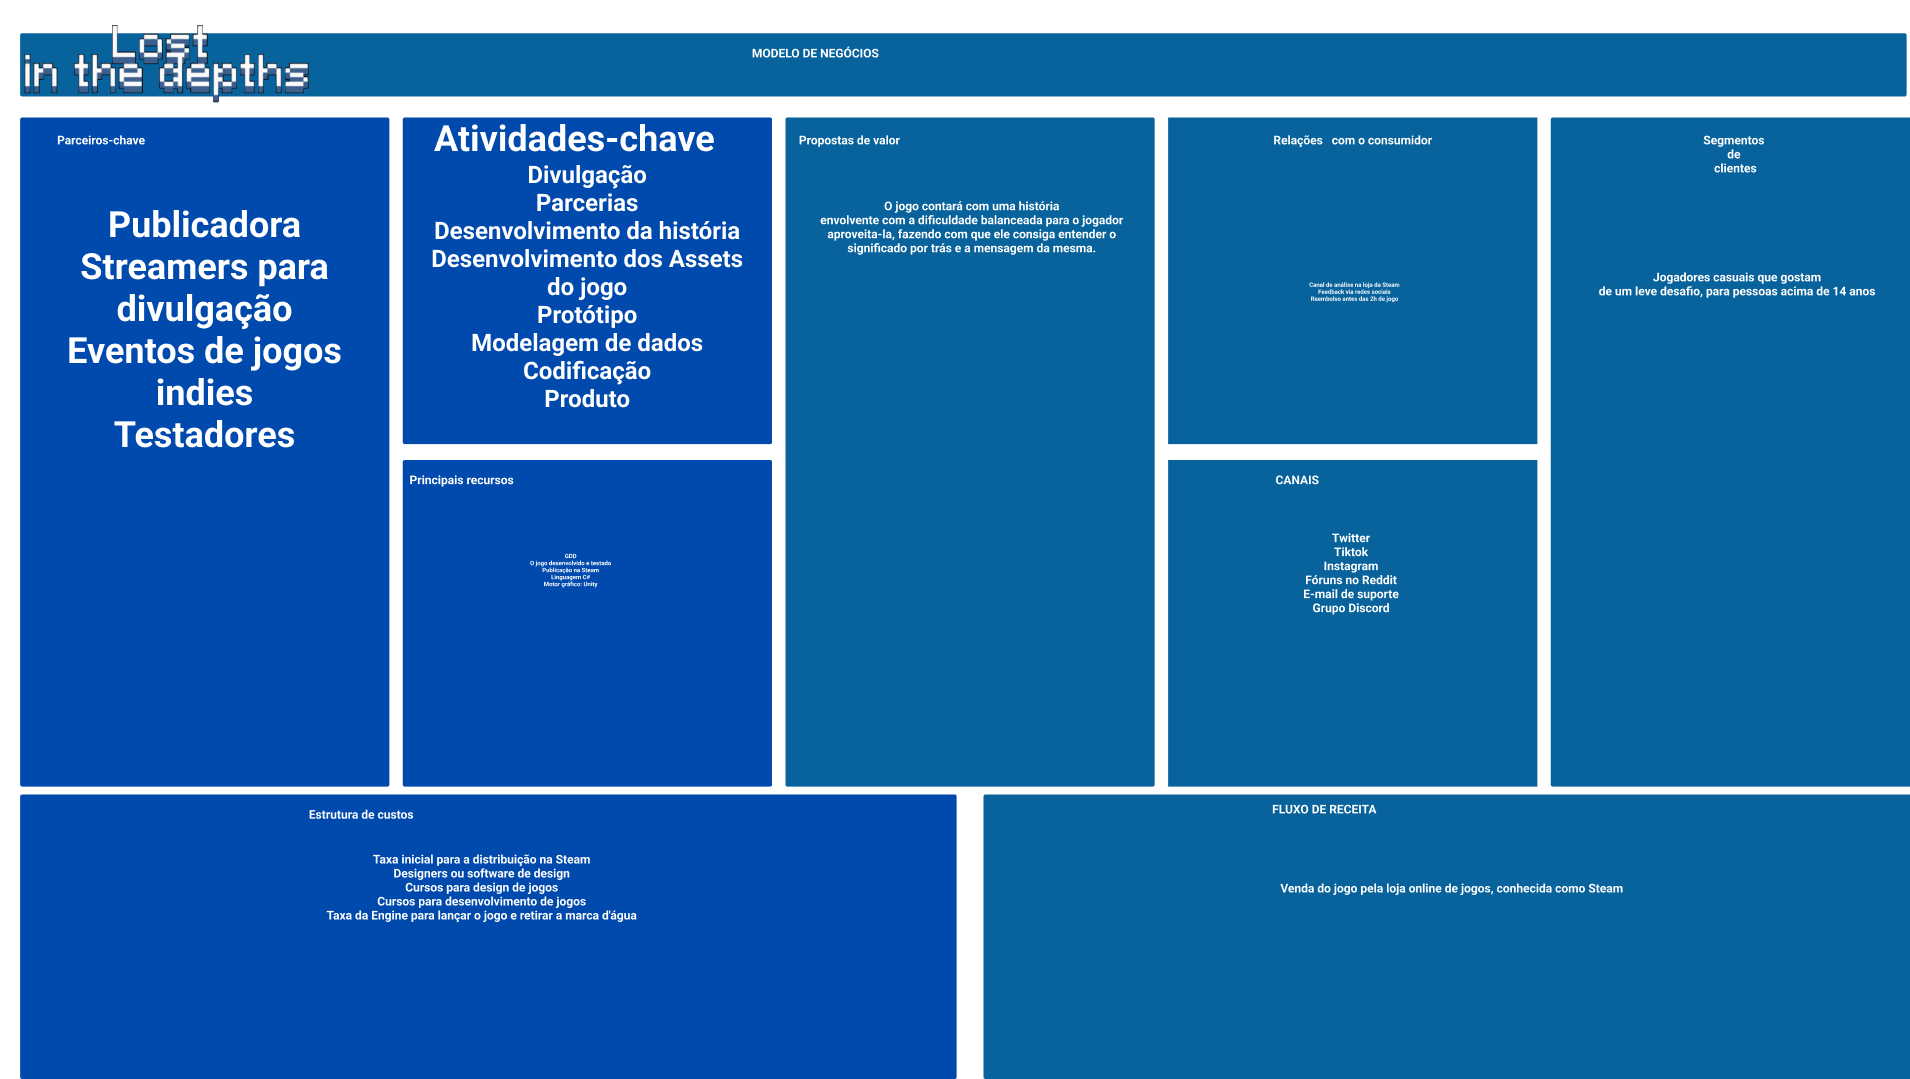 Lost
in the depths
MODELO DE NEGÓCIOS
Parceiros-chave
Publicadora
Streamers para
divulgação
Eventos de jogos
indies
Testadores
Atividades-chave
Divulgação
Parcerias
Desenvolvimento da história
Desenvolvimento dos Assets
do jogo
Protótipo
Modelagem de dados
Codificação
Produto
Principais recursos
GDD
O jogo desenvolvido e testado
Publicação na Steam
Linguagem C#
Motor gráfico: Unity
Propostas de valor
O jogo contará com uma história
envolvente com a dificuldade balanceada para o jogador
aproveita-la, fazendo com que ele consiga entender o
significado por trás e a mensagem da mesma.
Relações com o consumidor
Canal de análise na loja da Steam
Feedback via redes sociais
Reembolso antes das 2h de jogo
CANAIS
Twitter
Tiktok
Instagram
Fóruns no Reddit
E-mail de suporte
Grupo Discord
Segmentos
de
clientes
Jogadores casuais que gostam
de um leve desafio, para pessoas acima de 14 anos
Estrutura de custos
Taxa inicial para a distribuição na Steam
Designers ou software de design
Cursos para design de jogos
Cursos para desenvolvimento de jogos
Taxa da Engine para lançar o jogo e retirar a marca d'água
FLUXO DE RECEITA
Venda do jogo pela loja online de jogos, conhecida como Steam